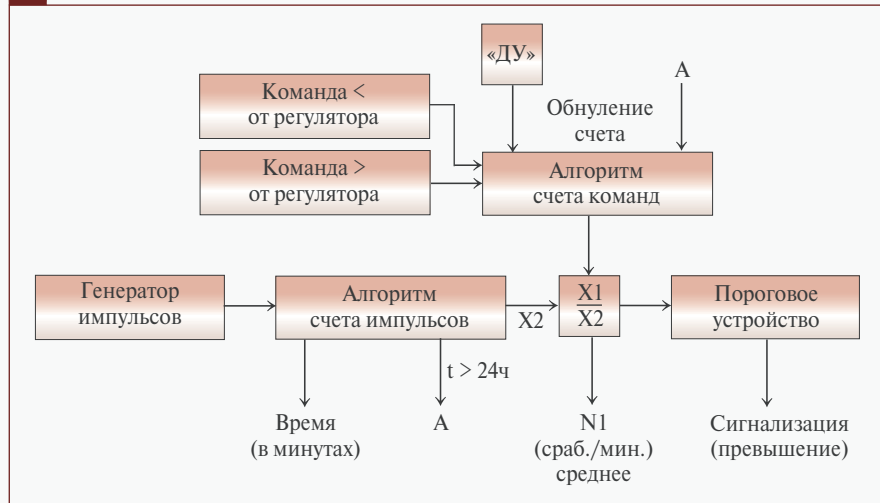 «ДУ»
А
Команда <
от регулятора
Обнуление
счета
Команда >
от регулятора
Алгоритм
счета команд
Генератор
импульсов
Алгоритм
счета импульсов
X2
X1
X2
Пороговое
устройство
t > 24ч
Время
(в минутах)
А
N1
(сраб./мин.)
среднее
Сигнализация
(превышение)